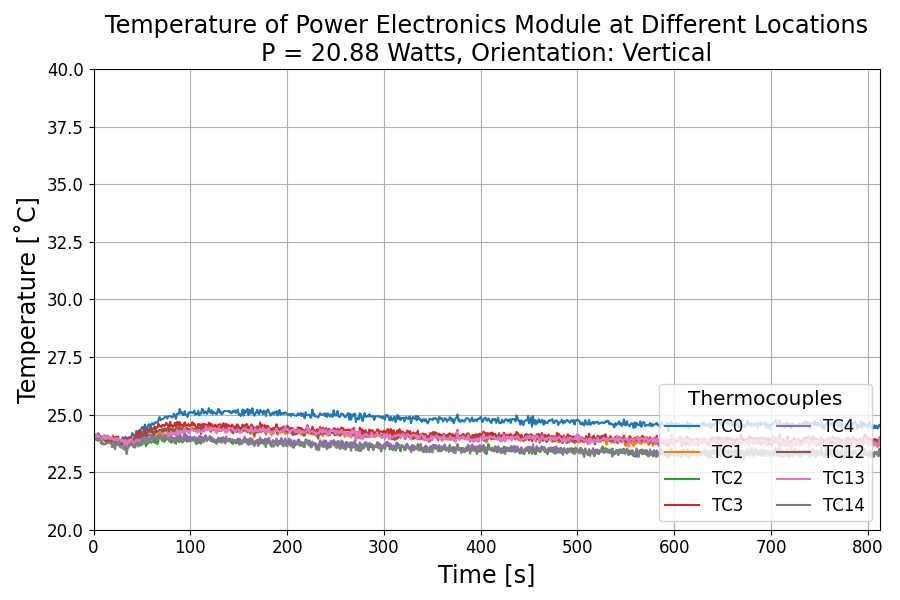 Temperature of Power Electronics Module at Different Locations
P = 20.88 Watts, Orientation: Vertical
Temperature [˚C]
40.0
37.5
35.0
32.5
30.0
27.5
25.0
22.5
20.0
Thermocouples
TC0 TC4
TC1 TC12
TC2 TC13
TC3 TC14
0 100 200 300 400 500 600 700 800
Time [s]